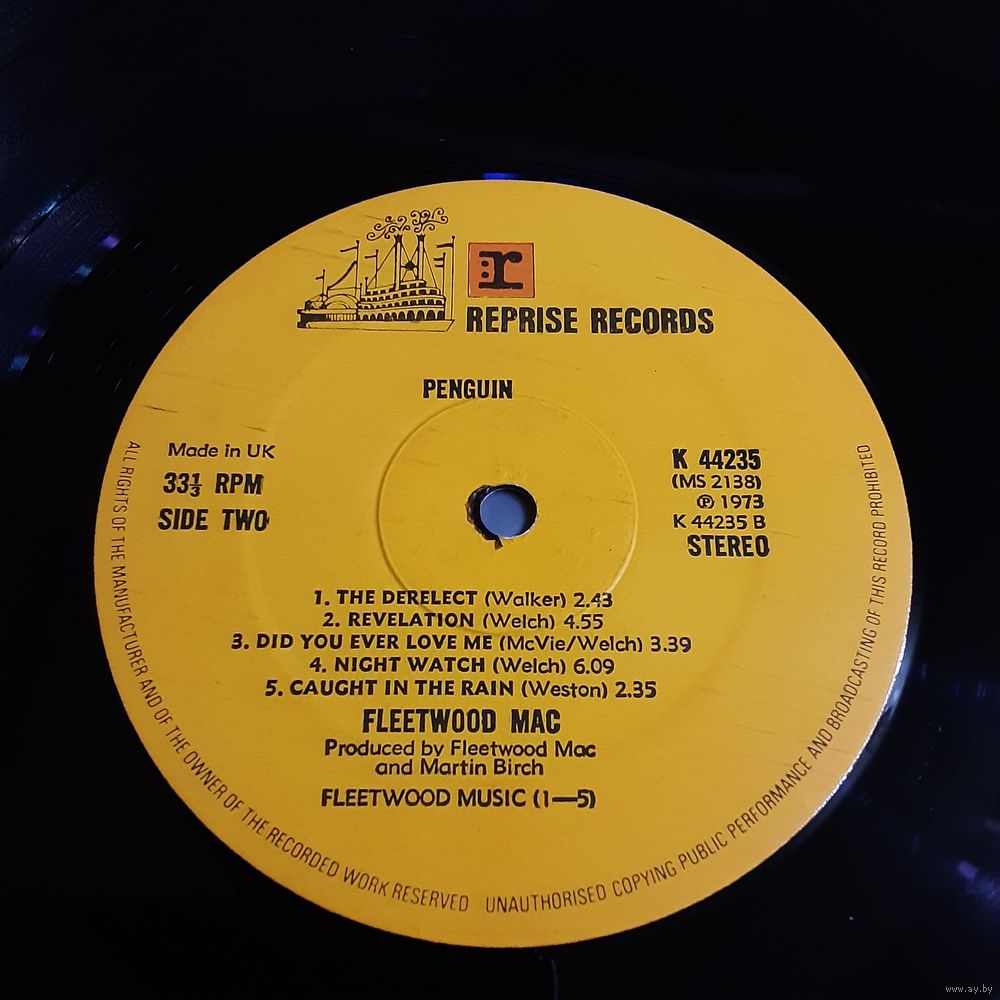 r
REPRISE RECORDS
PENGUIN
Made in UK
33⅓ RPM
SIDE TWO
K 44235
(MS 2138)
℗ 1973
K 44235 B
STEREO
1. THE DERELECT (Walker) 2.43
2. REVELATION (Welch) 4.55
3. DID YOU EVER LOVE ME (McVie/Welch) 3.39
4. NIGHT WATCH (Welch) 6.09
5. CAUGHT IN THE RAIN (Weston) 2.35
FLEETWOOD MAC
Produced by Fleetwood Mac
and Martin Birch
FLEETWOOD MUSIC (1—5)
ALL RIGHTS OF THE MANUFACTURER AND OF THE OWNER OF THE RECORDED WORK RESERVED UNAUTHORISED COPYING PUBLIC PERFORMANCE AND BROADCASTING OF THIS RECORD PROHIBITED
www.ay.by